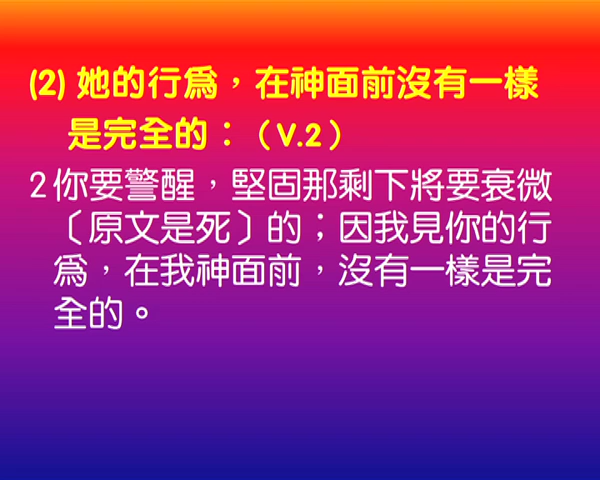 (2) 她的行為，在神面前沒有一樣
是完全的：（V.2）
2 你要警醒，堅固那剩下將要衰微
〔原文是死〕的；因我見你的行
為，在我神面前，沒有一樣是完
全的。